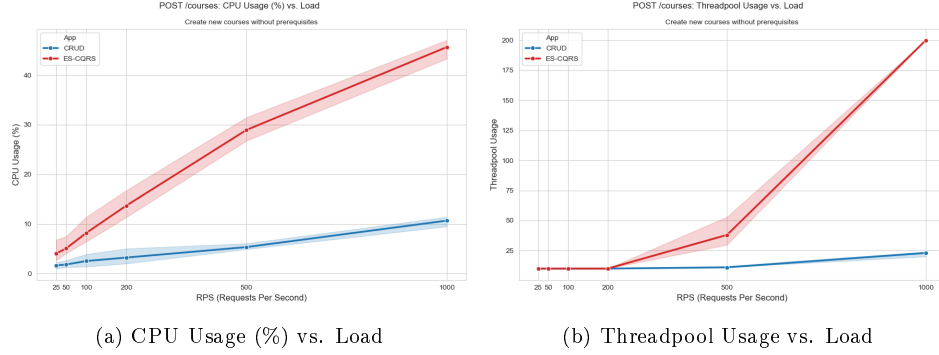 POST /courses: CPU Usage (%) vs. Load
Create new courses without prerequisites
App
CRUD
ES-CQRS
CPU Usage (%)
40
30
20
10
0
25 50 100 200 500 1000
RPS (Requests Per Second)
(a) CPU Usage (%) vs. Load
POST /courses: Threadpool Usage vs. Load
Create new courses without prerequisites
App
CRUD
ES-CQRS
Threadpool Usage
200
175
150
125
100
75
50
25
25 50 100 200 500 1000
RPS (Requests Per Second)
(b) Threadpool Usage vs. Load